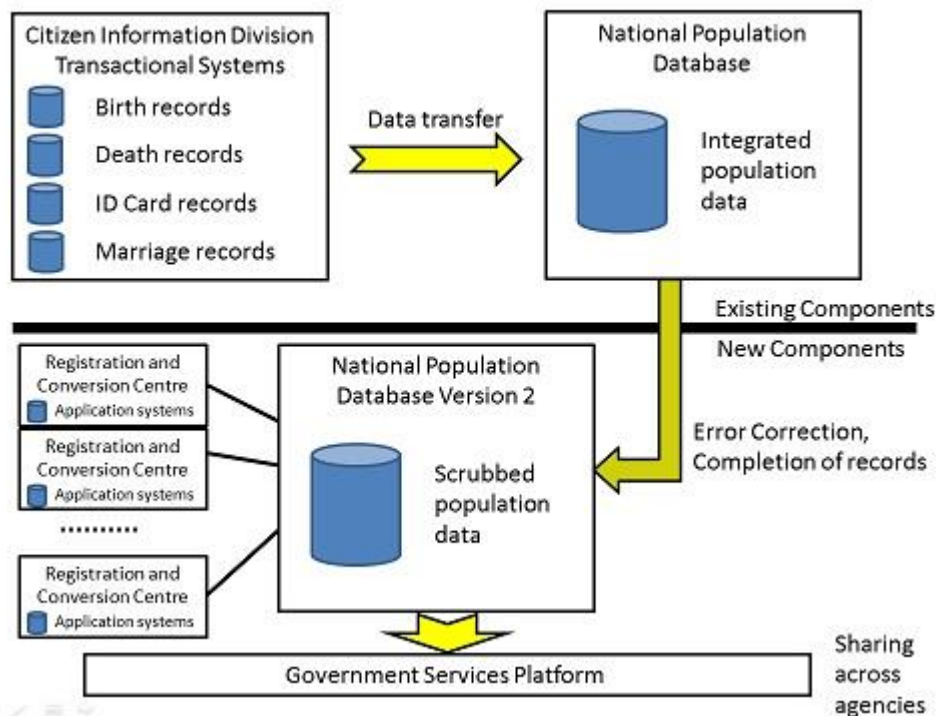 Citizen Information Division
Transactional Systems
Birth records
Death records
ID Card records
Marriage records
Data transfer
National Population
Database
Integrated
population
data
Existing Components
New Components
Registration and
Conversion Centre
Application systems
Registration and
Conversion Centre
Application systems
..........
Registration and
Conversion Centre
Application systems
National Population
Database Version 2
Scrubbed
population
data
Error Correction,
Completion of records
Government Services Platform
Sharing
across
agencies